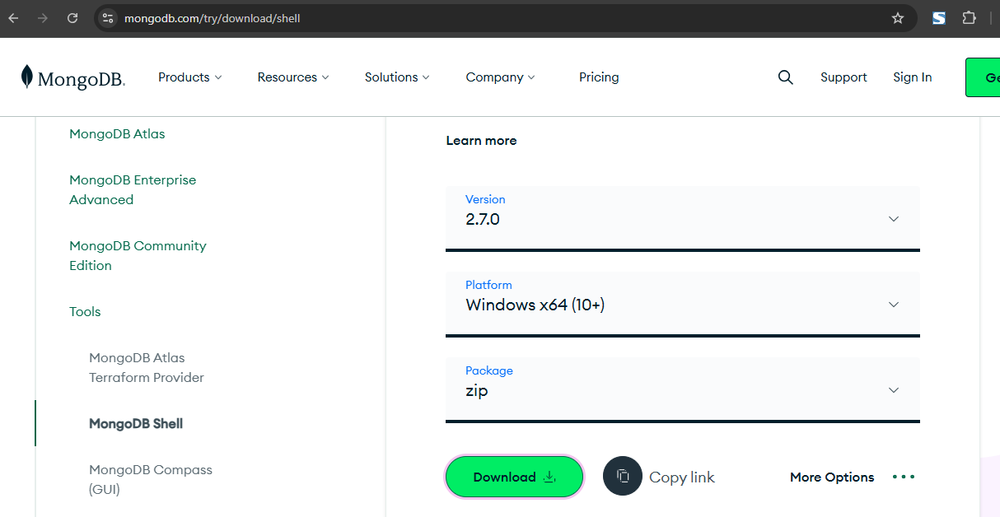 mongodb.com/try/download/shell
MongoDB.
Products
Resources
Solutions
Company
Pricing
Support
Sign In
Ge
MongoDB Atlas
MongoDB Enterprise
Advanced
MongoDB Community
Edition
Tools
MongoDB Atlas
Terraform Provider
MongoDB Shell
MongoDB Compass
(GUI)
Learn more
Version
2.7.0
Platform
Windows x64 (10+)
Package
zip
Download
Copy link
More Options